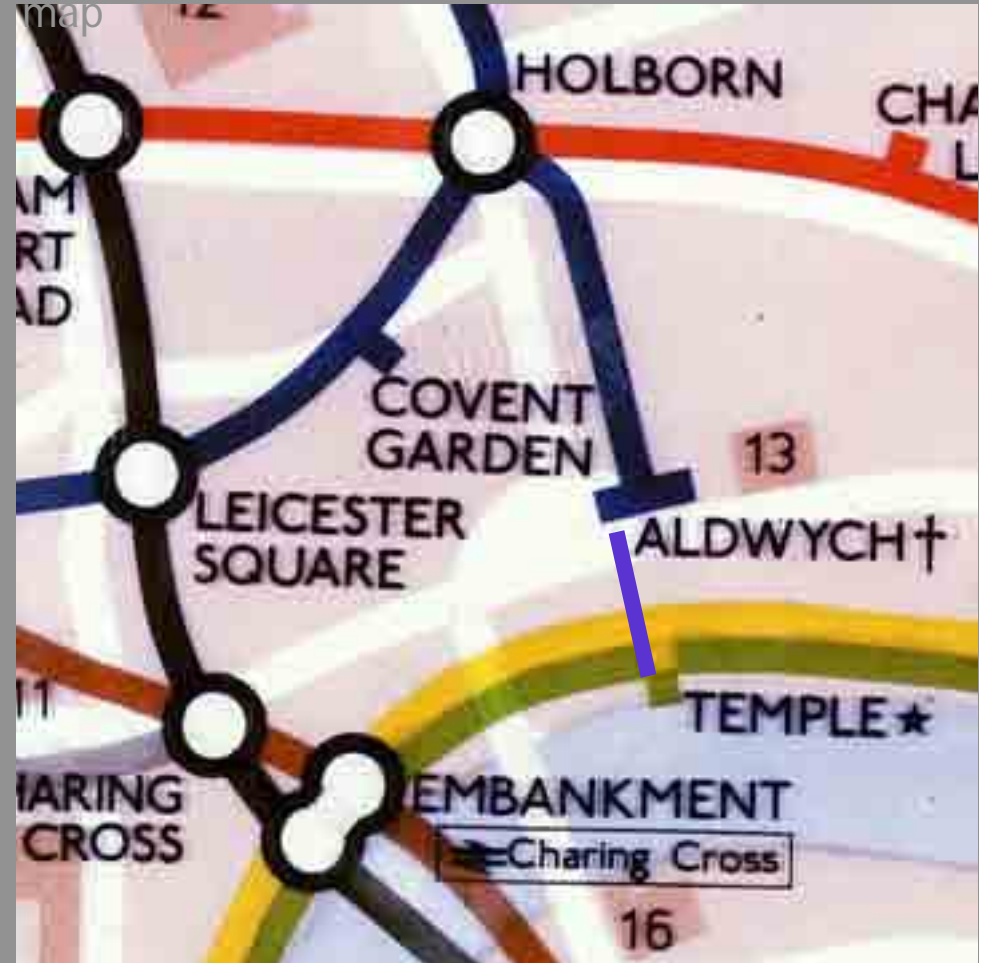 map
12
HOLBORN
CHA
L
AM
RT
AD
COVENT
GARDEN
13
LEICESTER
SQUARE
ALDWYCH†
11
TEMPLE★
HARING
CROSS
EMBANKMENT
Charing Cross
16